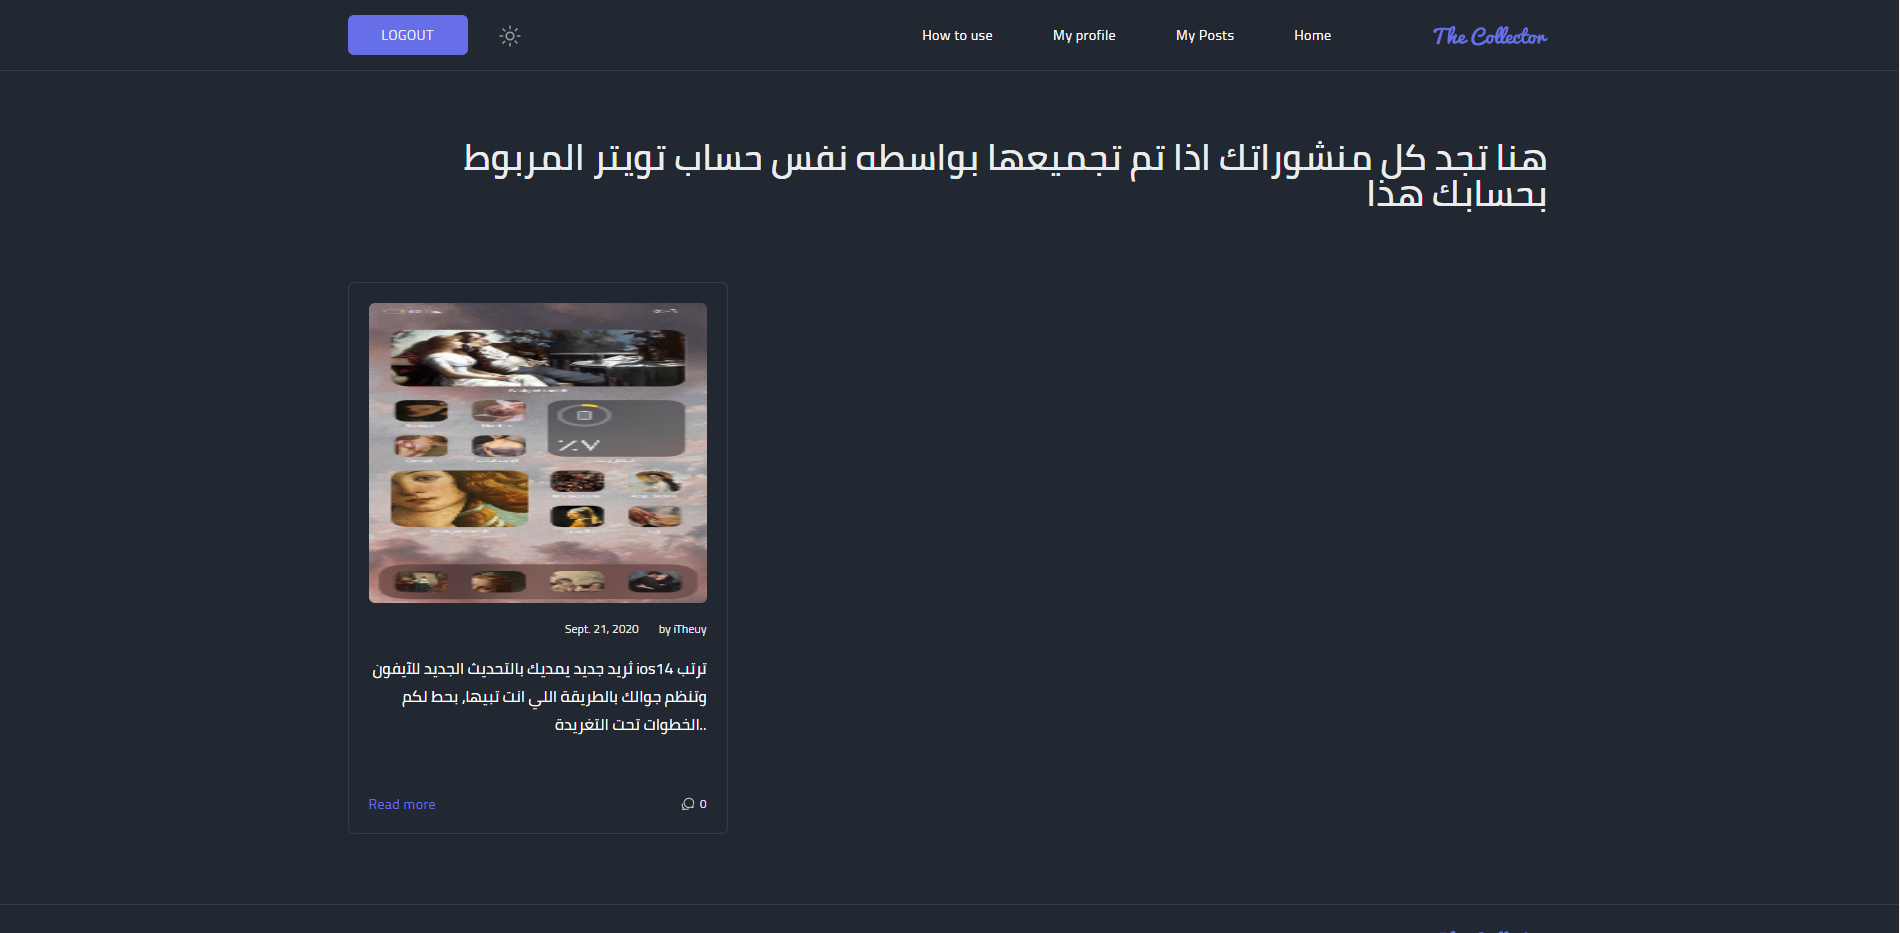 The Collector
Home
My Posts
My profile
How to use
LOGOUT
هنا تجد كل منشوراتك اذا تم تجميعها بواسطه نفس حساب تويتر المربوط
بحسابك هذا
٪٧
by iTheuy
Sept. 21, 2020
ترتب ios14 ثريد جديد يمديك بالتحديث الجديد للآيفون
وتنظم جوالك بالطريقة اللي انت تبيها، بحط لكم
..الخطوات تحت التغريدة
0
Read more